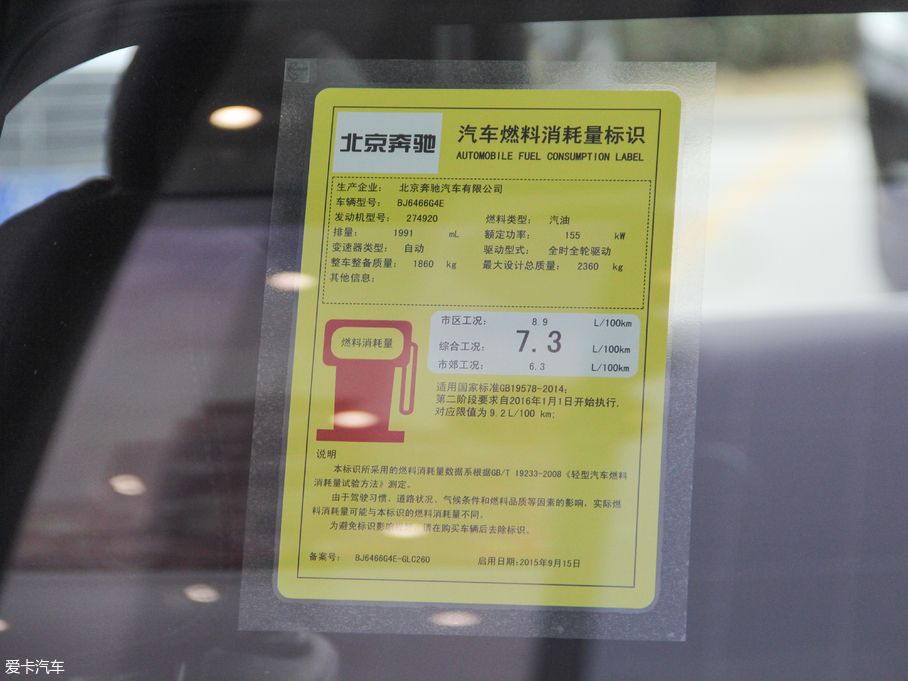 北京奔驰
汽车燃料消耗量标识
AUTOMOBILE FUEL CONSUMPTION LABEL
生产企业: 北京奔驰汽车有限公司
车辆型号: BJ6466G4E
发动机型号: 274920 燃料类型: 汽油
排量: 1991 mL 额定功率: 155 kW
变速器类型: 自动 驱动型式: 全时全轮驱动
整车整备质量: 1860 kg 最大设计总质量: 2360 kg
其他信息:
燃料消耗量
市区工况: 8.9 L/100km
综合工况: 7.3 L/100km
市郊工况: 6.3 L/100km
适用国家标准GB19578-2014;
第二阶段要求自2016年1月1日开始执行,
对应限值为 9.2 L/100 km;
说明
本标识所采用的燃料消耗量数据系根据GB/T 19233-2008《轻型汽车燃料
消耗量试验方法》测定。
由于驾驶习惯、道路状况、气候条件和燃料品质等因素的影响，实际燃
料消耗量可能与本标识的燃料消耗量不同。
为避免标识影响 请在购买车辆后去除标识。
备案号: BJ6466G4E-GLC260 启用日期:2015年9月15日
爱卡汽车